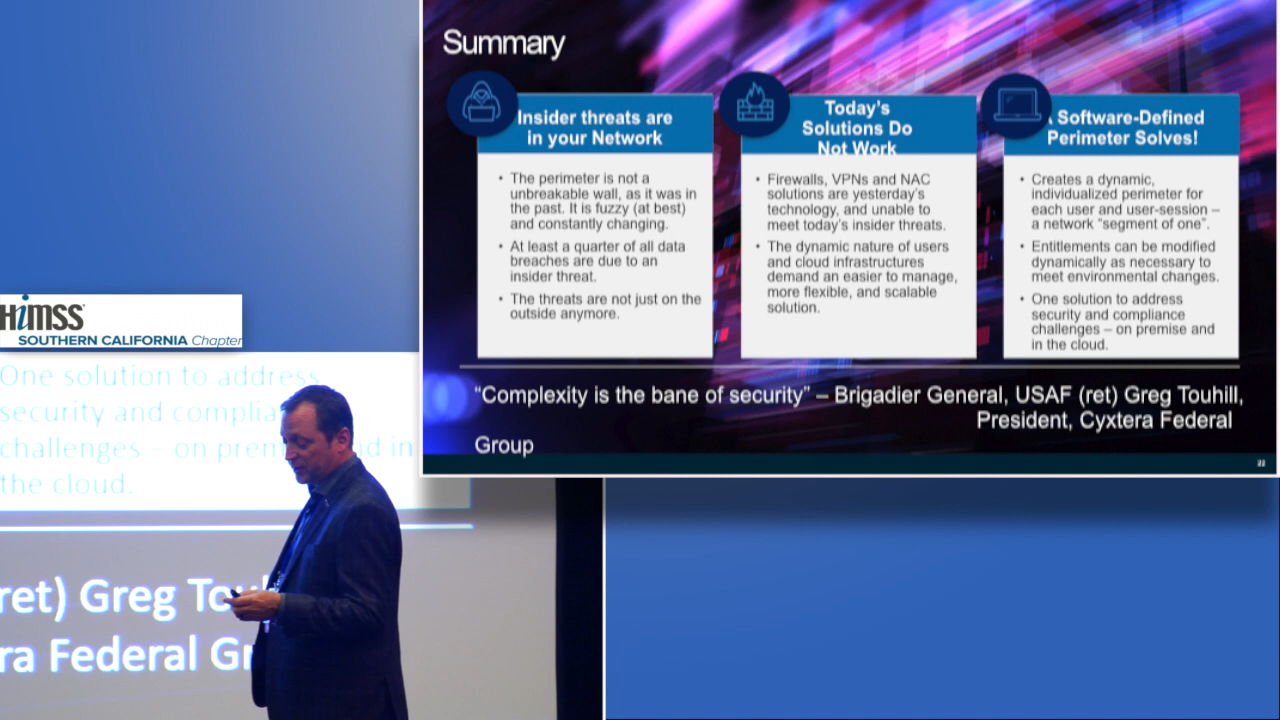 Summary
Insider threats are
in your Network
• The perimeter is not a
unbreakable wall, as it was in
the past. It is fuzzy (at best)
and constantly changing.
• At least a quarter of all data
breaches are due to an
insider threat.
• The threats are not just on the
outside anymore.
Today's
Solutions Do
Not Work
• Firewalls, VPNs and NAC
solutions are yesterday's
technology, and unable to
meet today's insider threats.
• The dynamic nature of users
and cloud infrastructures
demand an easier to manage,
more flexible, and scalable
solution.
Software-Defined
Perimeter Solves!
• Creates a dynamic,
individualized perimeter for
each user and user-session –
a network “segment of one”.
• Entitlements can be modified
dynamically as necessary to
meet environmental changes.
• One solution to address
security and compliance
challenges – on premise and
in the cloud.
“Complexity is the bane of security” – Brigadier General, USAF (ret) Greg Touhill,
President, Cyxtera Federal
Group
22
HiMSS
SOUTHERN CALIFORNIA Chapter
One solution to address
security and complia
challenges – on prem nd in
the cloud.
ret) Greg Tou
ra Federal Gr